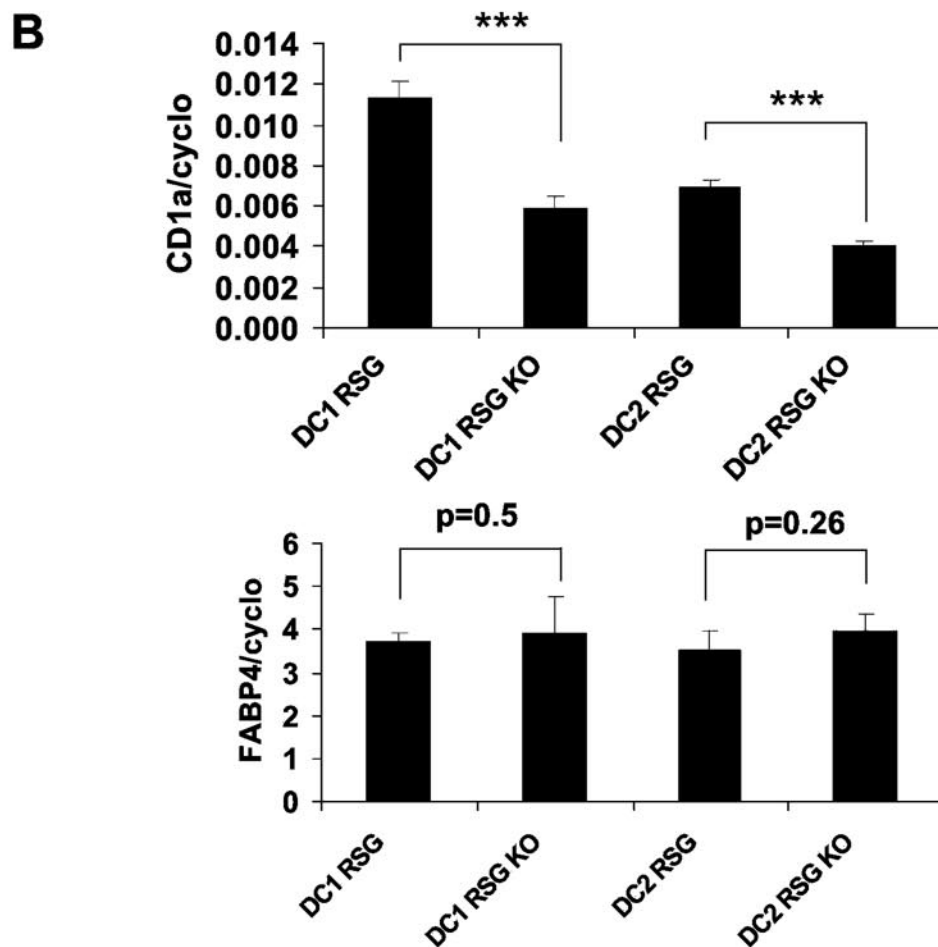 B
***
***
CD1a/cyclo
0.014
0.012
0.010
0.008
0.006
0.004
0.002
0.000
DC1 RSG
DC1 RSG KO
DC2 RSG
DC2 RSG KO
p=0.5
p=0.26
FABP4/cyclo
6
5
4
3
2
1
0
DC1 RSG
DC1 RSG KO
DC2 RSG
DC2 RSG KO